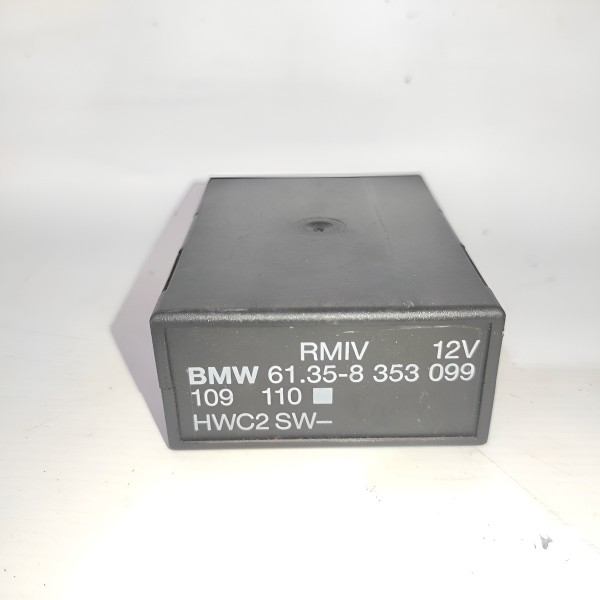 RMIV 12V
BMW 61.35-8 353 099
109 110 ■
HWC2 SW–